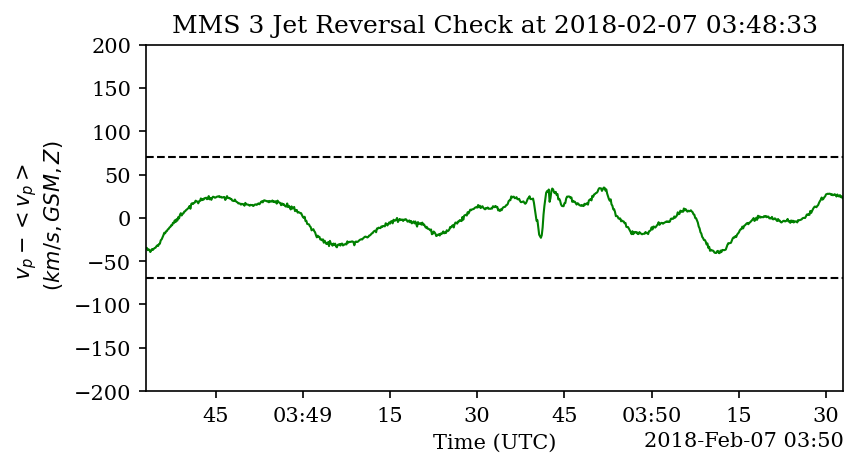 MMS 3 Jet Reversal Check at 2018-02-07 03:48:33
200
150
100
50
0
−50
−100
−150
−200
v_p − < v_p >
(km/s, GSM, Z)
45 03:49 15 30 45 03:50 15 30
Time (UTC)
2018-Feb-07 03:50